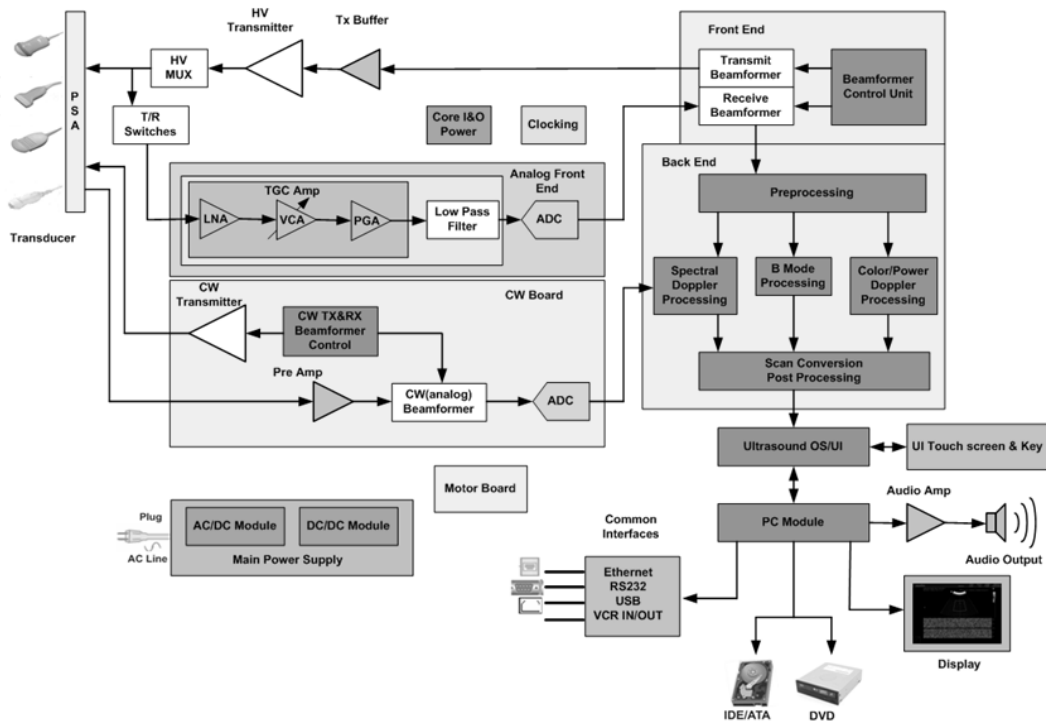 HV
Transmitter
Tx Buffer
Front End
HV
MUX
Transmit
Beamformer
Beamformer
Control Unit
PSA
T/R
Switches
Core I&O
Power
Clocking
Receive
Beamformer
Back End
Analog Front
End
TGC Amp
LNA
VCA
PGA
Low Pass
Filter
ADC
Preprocessing
Transducer
Spectral
Doppler
Processing
B Mode
Processing
Color/Power
Doppler
Processing
CW
Transmitter
CW Board
CW TX&RX
Beamformer
Control
Pre Amp
CW(analog)
Beamformer
ADC
Scan Conversion
Post Processing
Ultrasound OS/UI
UI Touch screen & Key
Motor Board
Audio Amp
Plug
AC/DC Module
DC/DC Module
AC Line
Main Power Supply
Common
Interfaces
PC Module
Audio Output
Ethernet
RS232
USB
VCR IN/OUT
Display
IDE/ATA
DVD